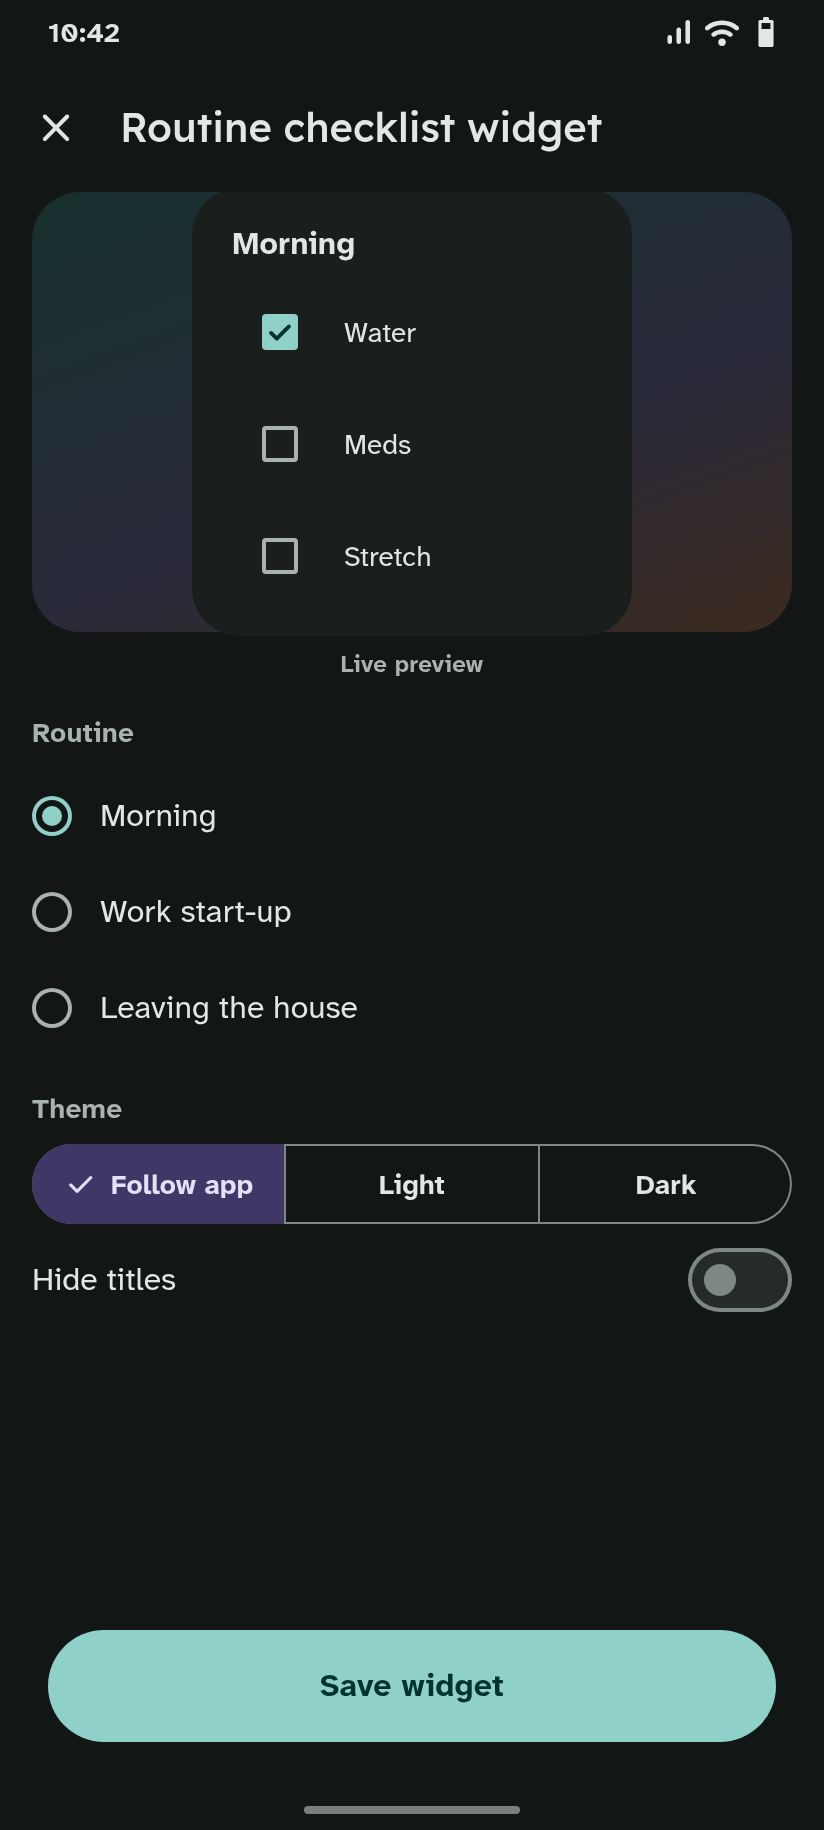 10:42
Routine checklist widget
Morning
Water
Meds
Stretch
Live preview
Routine
Morning
Work start-up
Leaving the house
Theme
Follow app
Light
Dark
Hide titles
Save widget